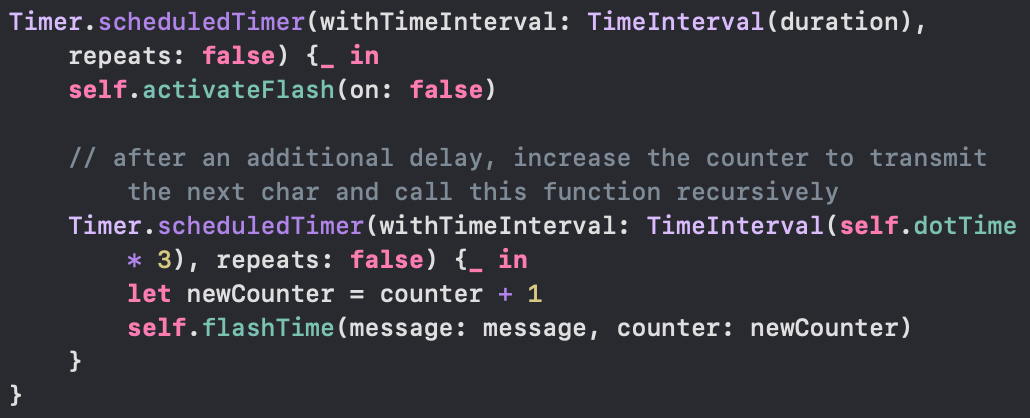 Timer.scheduledTimer(withTimeInterval: TimeInterval(duration),
repeats: false) {_ in
self.activateFlash(on: false)
// after an additional delay, increase the counter to transmit
the next char and call this function recursively
Timer.scheduledTimer(withTimeInterval: TimeInterval(self.dotTime
* 3), repeats: false) {_ in
let newCounter = counter + 1
self.flashTime(message: message, counter: newCounter)
}
}